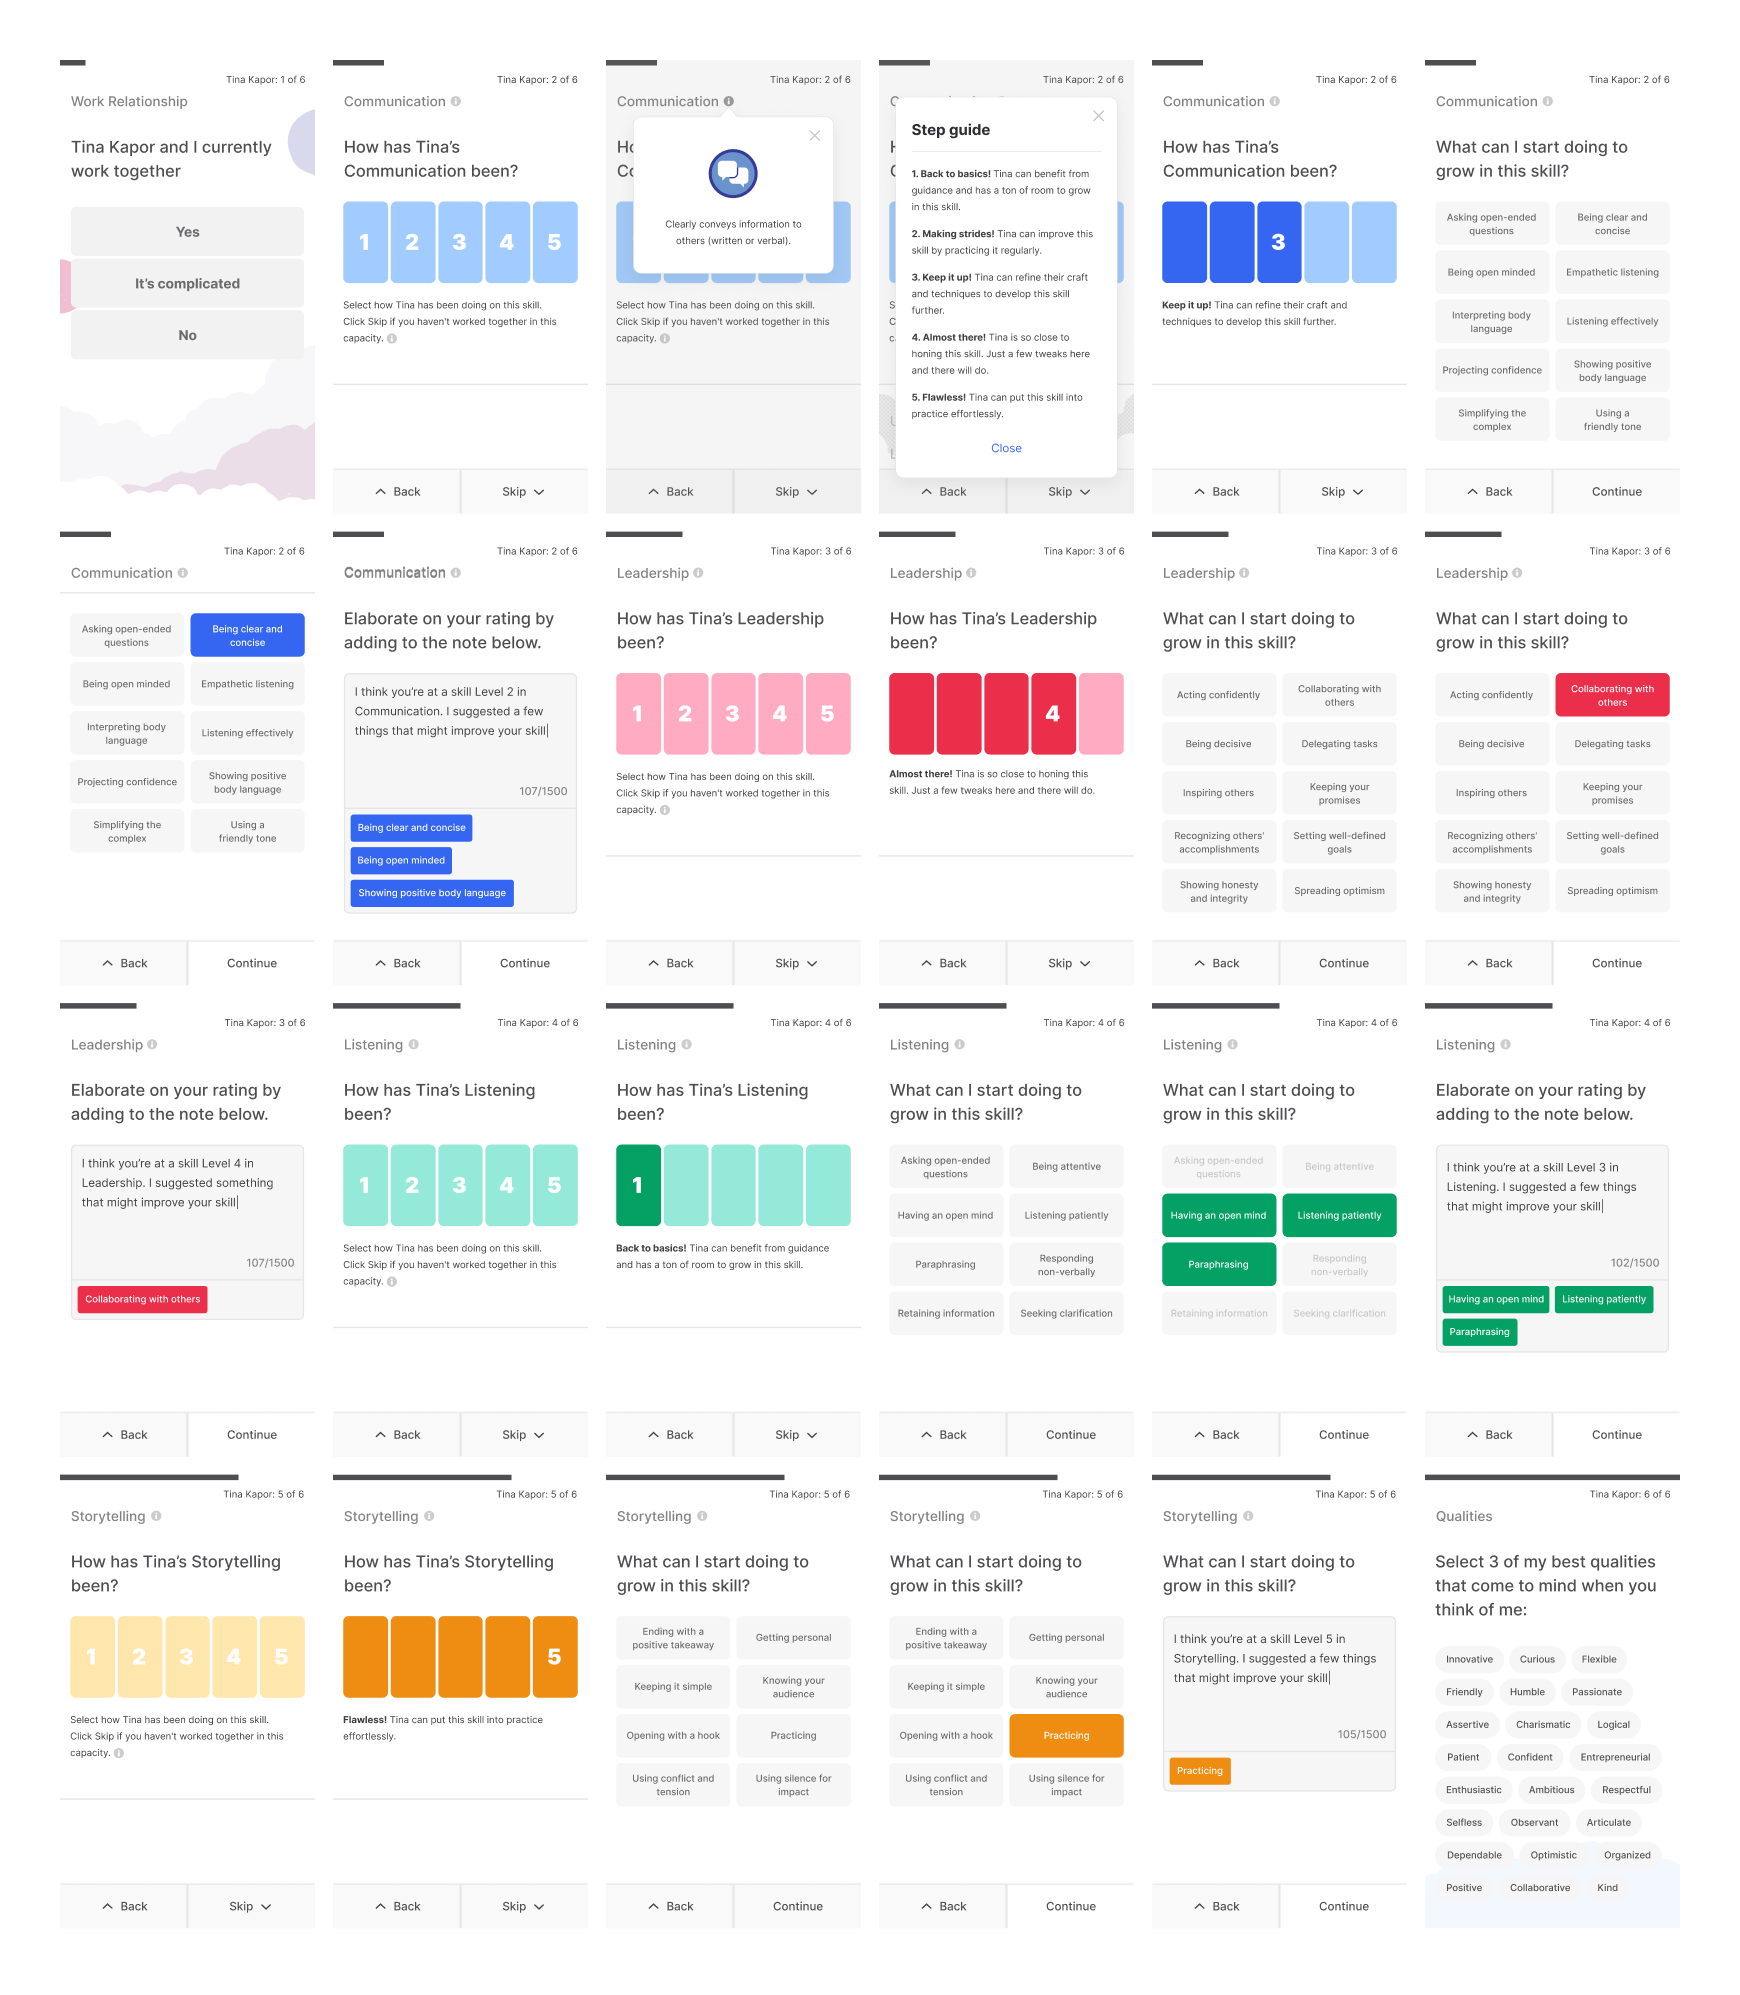 Tina Kapor: 1 of 6
Work Relationship
Tina Kapor and I currently
work together
Yes
It's complicated
No
Tina Kapor: 2 of 6
Communication
How has Tina's
Communication been?
1 2 3 4 5
Select how Tina has been doing on this skill.
Click Skip if you haven't worked together in this
capacity.
Back
Skip
Tina Kapor: 2 of 6
Communication
Clearly conveys information to
others (written or verbal).
Select how Tina has been doing on this skill.
Click Skip if you haven't worked together in this
capacity.
Back
Skip
Tina Kapor: 2 of 6
Step guide
1. Back to basics! Tina can benefit from
guidance and has a ton of room to grow
in this skill.
2. Making strides! Tina can improve this
skill by practicing it regularly.
3. Keep it up! Tina can refine their craft
and techniques to develop this skill
further.
4. Almost there! Tina is so close to
honing this skill. Just a few tweaks here
and there will do.
5. Flawless! Tina can put this skill into
practice effortlessly.
Close
Back
Skip
Tina Kapor: 2 of 6
Communication
How has Tina's
Communication been?
3
Keep it up! Tina can refine their craft and
techniques to develop this skill further.
Back
Skip
Tina Kapor: 2 of 6
Communication
What can I start doing to
grow in this skill?
Asking open-ended
questions
Being clear and
concise
Being open minded
Empathetic listening
Interpreting body
language
Listening effectively
Projecting confidence
Showing positive
body language
Simplifying the
complex
Using a
friendly tone
Back
Continue
Tina Kapor: 2 of 6
Communication
Asking open-ended
questions
Being clear and
concise
Being open minded
Empathetic listening
Interpreting body
language
Listening effectively
Projecting confidence
Showing positive
body language
Simplifying the
complex
Using a
friendly tone
Back
Continue
Tina Kapor: 2 of 6
Communication
Elaborate on your rating by
adding to the note below.
I think you're at a skill Level 2 in
Communication. I suggested a few
things that might improve your skill
107/1500
Being clear and concise
Being open minded
Showing positive body language
Back
Continue
Tina Kapor: 3 of 6
Leadership
How has Tina's Leadership
been?
1 2 3 4 5
Select how Tina has been doing on this skill.
Click Skip if you haven't worked together in this
capacity.
Back
Skip
Tina Kapor: 3 of 6
Leadership
How has Tina's Leadership
been?
4
Almost there! Tina is so close to honing this
skill. Just a few tweaks here and there will do.
Back
Skip
Tina Kapor: 3 of 6
Leadership
What can I start doing to
grow in this skill?
Acting confidently
Collaborating with
others
Being decisive
Delegating tasks
Inspiring others
Keeping your
promises
Recognizing others'
accomplishments
Setting well-defined
goals
Showing honesty
and integrity
Spreading optimism
Back
Continue
Tina Kapor: 3 of 6
Leadership
What can I start doing to
grow in this skill?
Acting confidently
Collaborating with
others
Being decisive
Delegating tasks
Inspiring others
Keeping your
promises
Recognizing others'
accomplishments
Setting well-defined
goals
Showing honesty
and integrity
Spreading optimism
Back
Continue
Tina Kapor: 3 of 6
Leadership
Elaborate on your rating by
adding to the note below.
I think you're at a skill Level 4 in
Leadership. I suggested something
that might improve your skill
107/1500
Collaborating with others
Back
Continue
Tina Kapor: 4 of 6
Listening
How has Tina's Listening
been?
1 2 3 4 5
Select how Tina has been doing on this skill.
Click Skip if you haven't worked together in this
capacity.
Back
Skip
Tina Kapor: 4 of 6
Listening
How has Tina's Listening
been?
1
Back to basics! Tina can benefit from guidance
and has a ton of room to grow in this skill.
Back
Skip
Tina Kapor: 4 of 6
Listening
What can I start doing to
grow in this skill?
Asking open-ended
questions
Being attentive
Having an open mind
Listening patiently
Paraphrasing
Responding
non-verbally
Retaining information
Seeking clarification
Back
Continue
Tina Kapor: 4 of 6
Listening
What can I start doing to
grow in this skill?
Asking open-ended
questions
Being attentive
Having an open mind
Listening patiently
Paraphrasing
Responding
non-verbally
Retaining information
Seeking clarification
Back
Continue
Tina Kapor: 4 of 6
Listening
Elaborate on your rating by
adding to the note below.
I think you're at a skill Level 3 in
Listening. I suggested a few things
that might improve your skill
102/1500
Having an open mind
Listening patiently
Paraphrasing
Back
Continue
Tina Kapor: 5 of 6
Storytelling
How has Tina's Storytelling
been?
1 2 3 4 5
Select how Tina has been doing on this skill.
Click Skip if you haven't worked together in this
capacity.
Back
Skip
Tina Kapor: 5 of 6
Storytelling
How has Tina's Storytelling
been?
5
Flawless! Tina can put this skill into practice
effortlessly.
Back
Skip
Tina Kapor: 5 of 6
Storytelling
What can I start doing to
grow in this skill?
Ending with a
positive takeaway
Getting personal
Keeping it simple
Knowing your
audience
Opening with a hook
Practicing
Using conflict and
tension
Using silence for
impact
Back
Continue
Tina Kapor: 5 of 6
Storytelling
What can I start doing to
grow in this skill?
Ending with a
positive takeaway
Getting personal
Keeping it simple
Knowing your
audience
Opening with a hook
Practicing
Using conflict and
tension
Using silence for
impact
Back
Continue
Tina Kapor: 5 of 6
Storytelling
What can I start doing to
grow in this skill?
I think you're at a skill Level 5 in
Storytelling. I suggested a few things
that might improve your skill
105/1500
Practicing
Back
Continue
Tina Kapor: 6 of 6
Qualities
Select 3 of my best qualities
that come to mind when you
think of me:
Innovative Curious Flexible
Friendly Humble Passionate
Assertive Charismatic Logical
Patient Confident Entrepreneurial
Enthusiastic Ambitious Respectful
Selfless Observant Articulate
Dependable Optimistic Organized
Positive Collaborative Kind